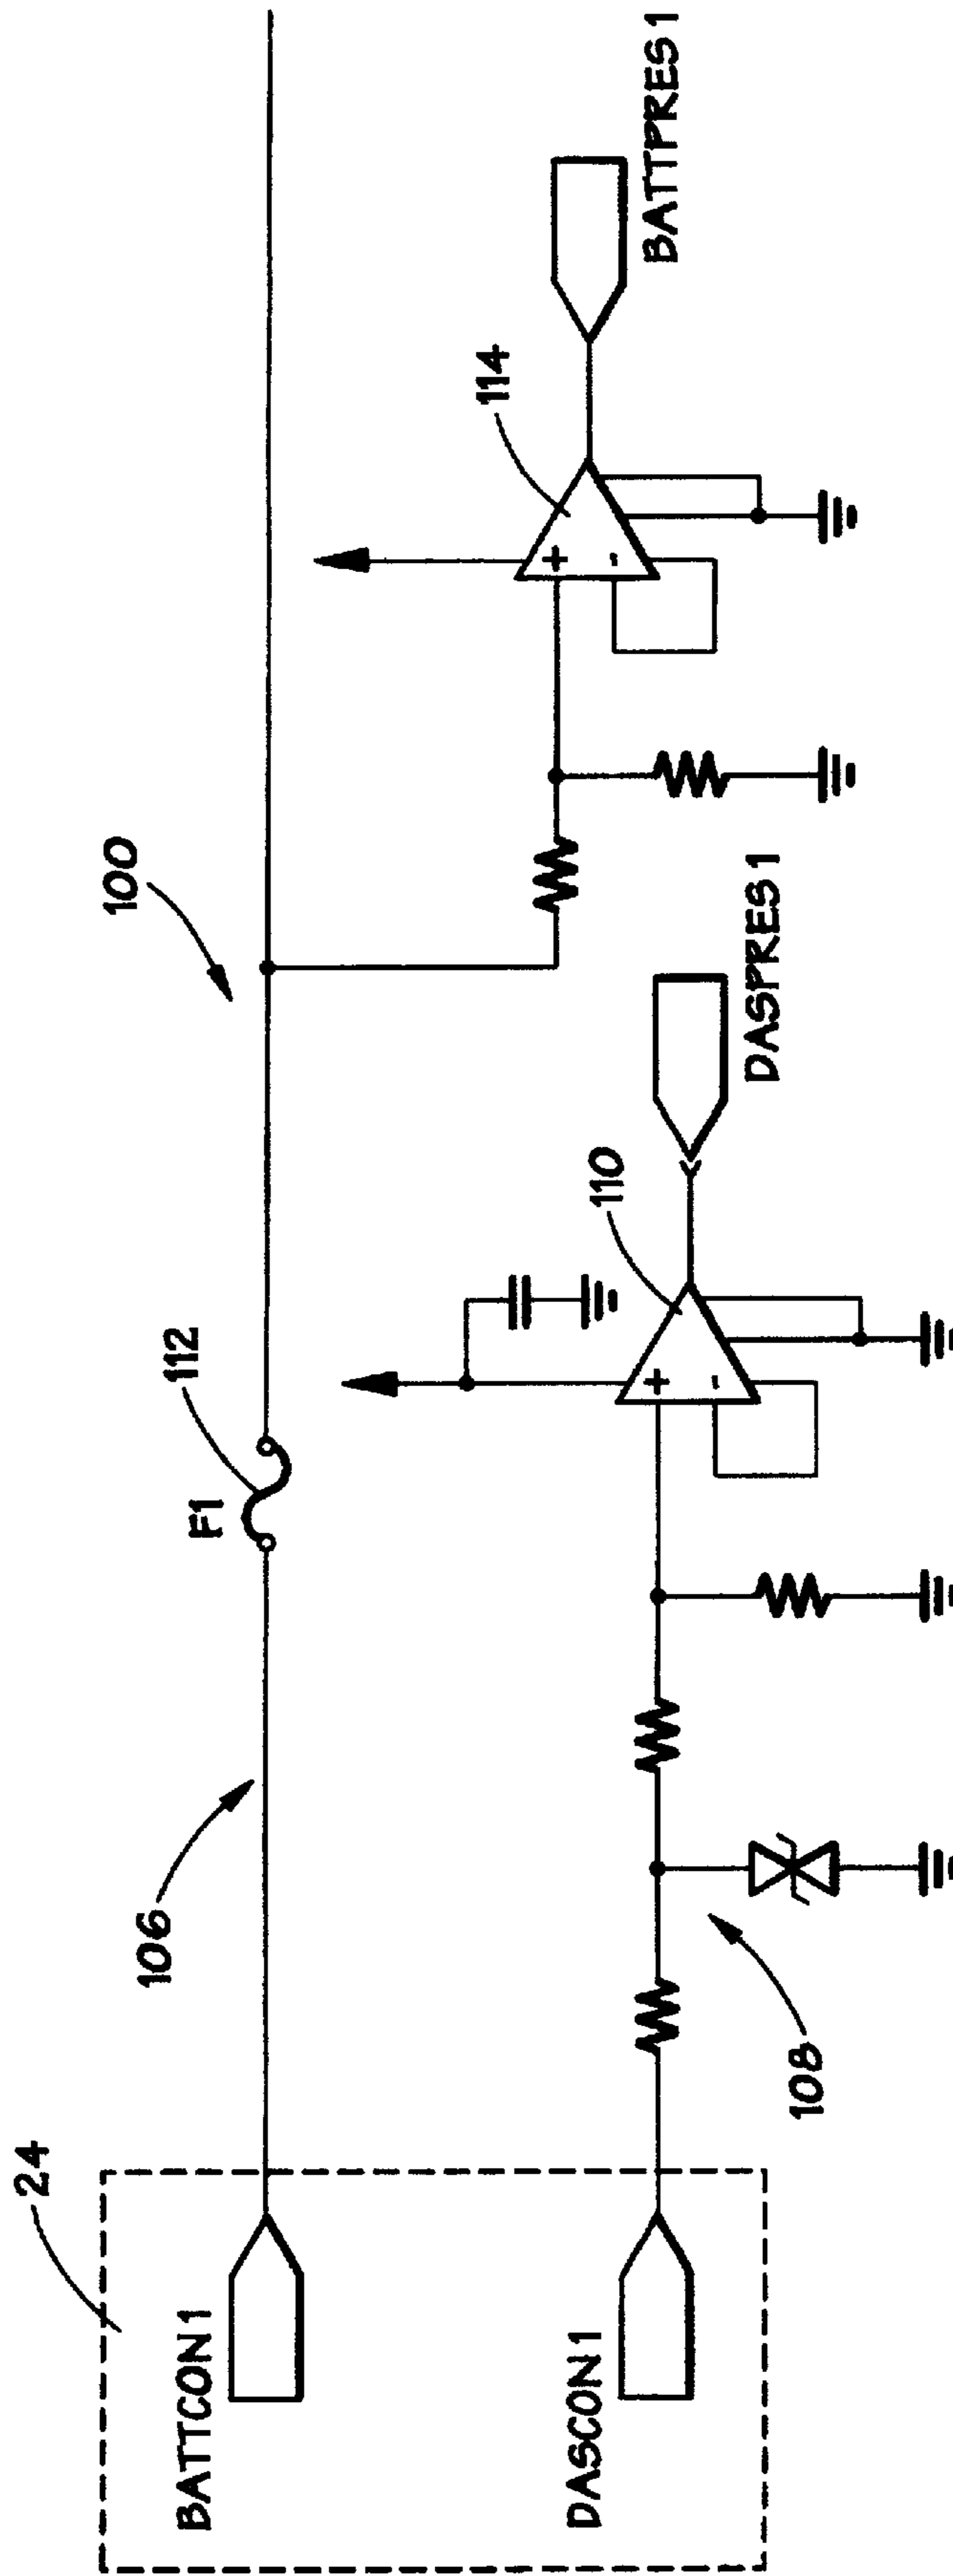 24
BATTCON1
DASCON1
106
108
F1
112
100
110
DASPRES1
114
BATTPRES1
+
-
+
-